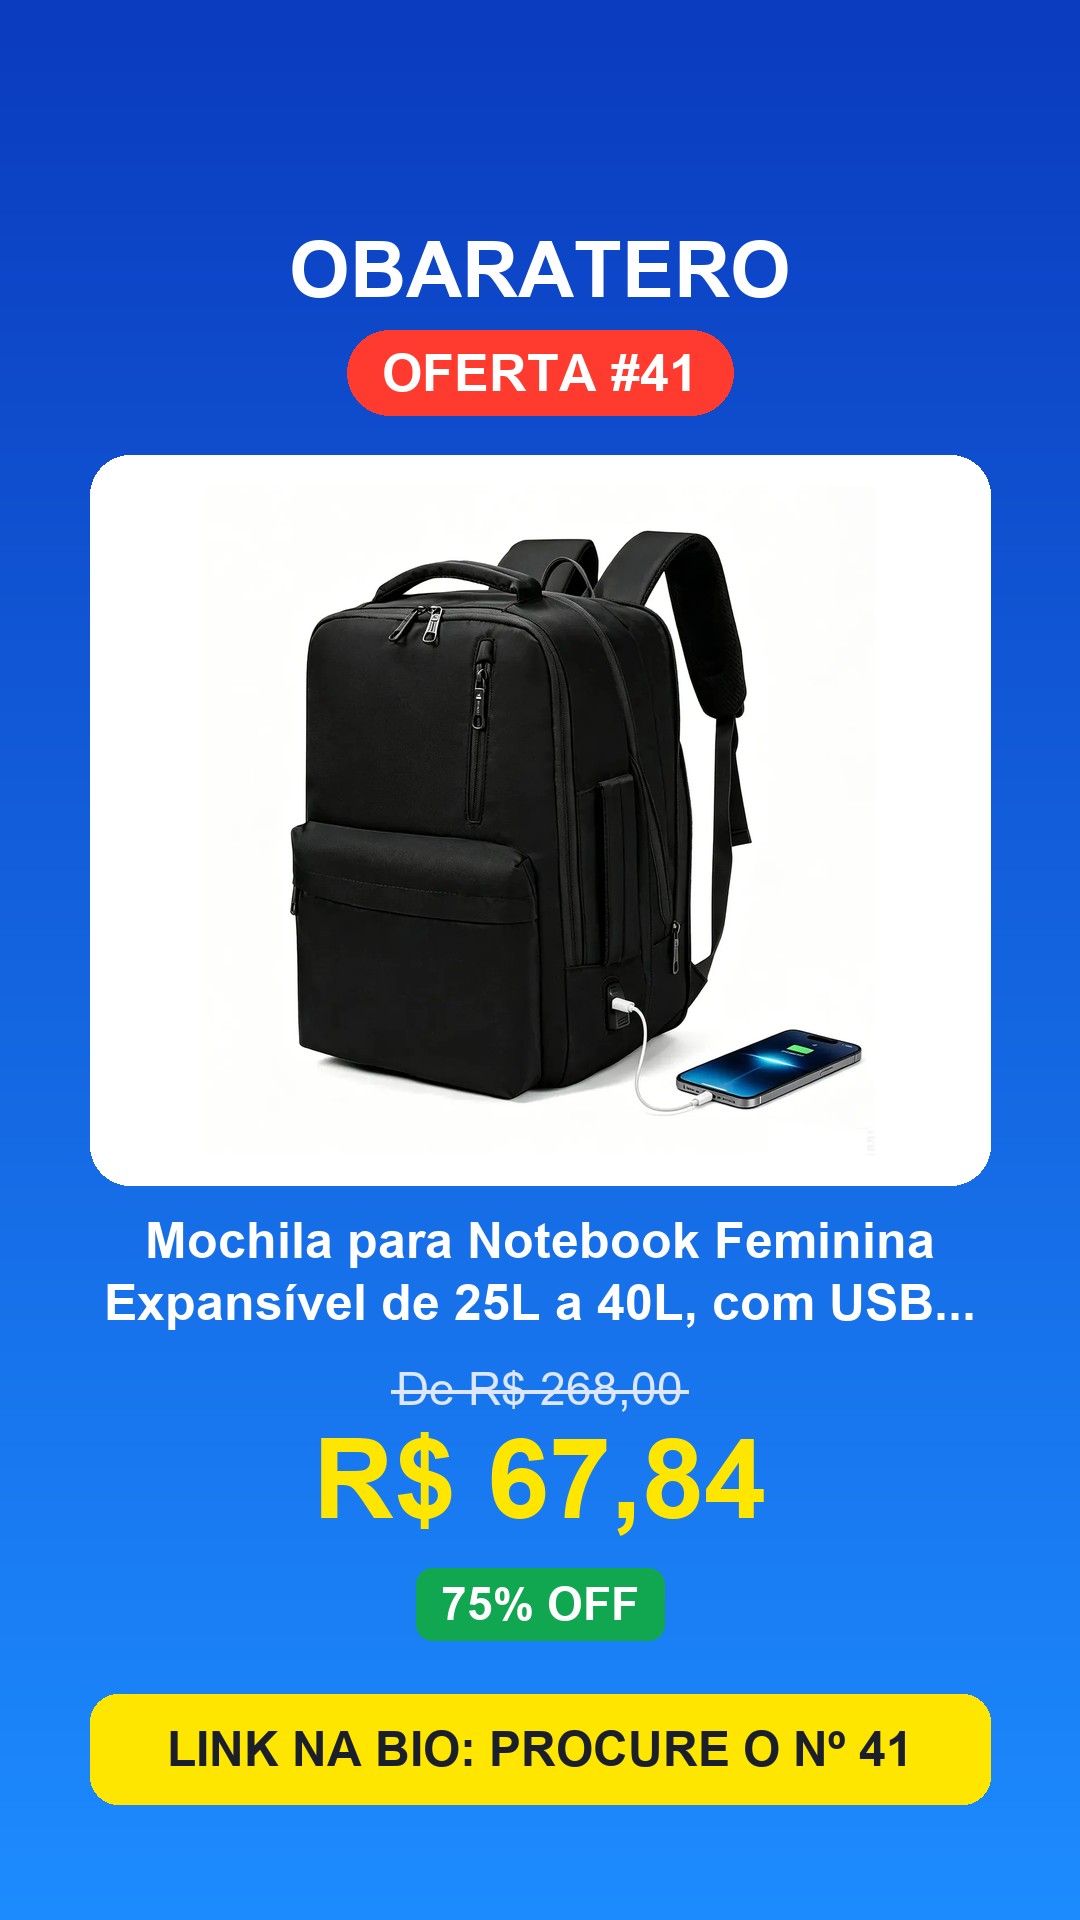 OBARATERO
OFERTA #41
Mochila para Notebook Feminina
Expansível de 25L a 40L, com USB...
De R$ 268,00
R$ 67,84
75% OFF
LINK NA BIO: PROCURE O Nº 41